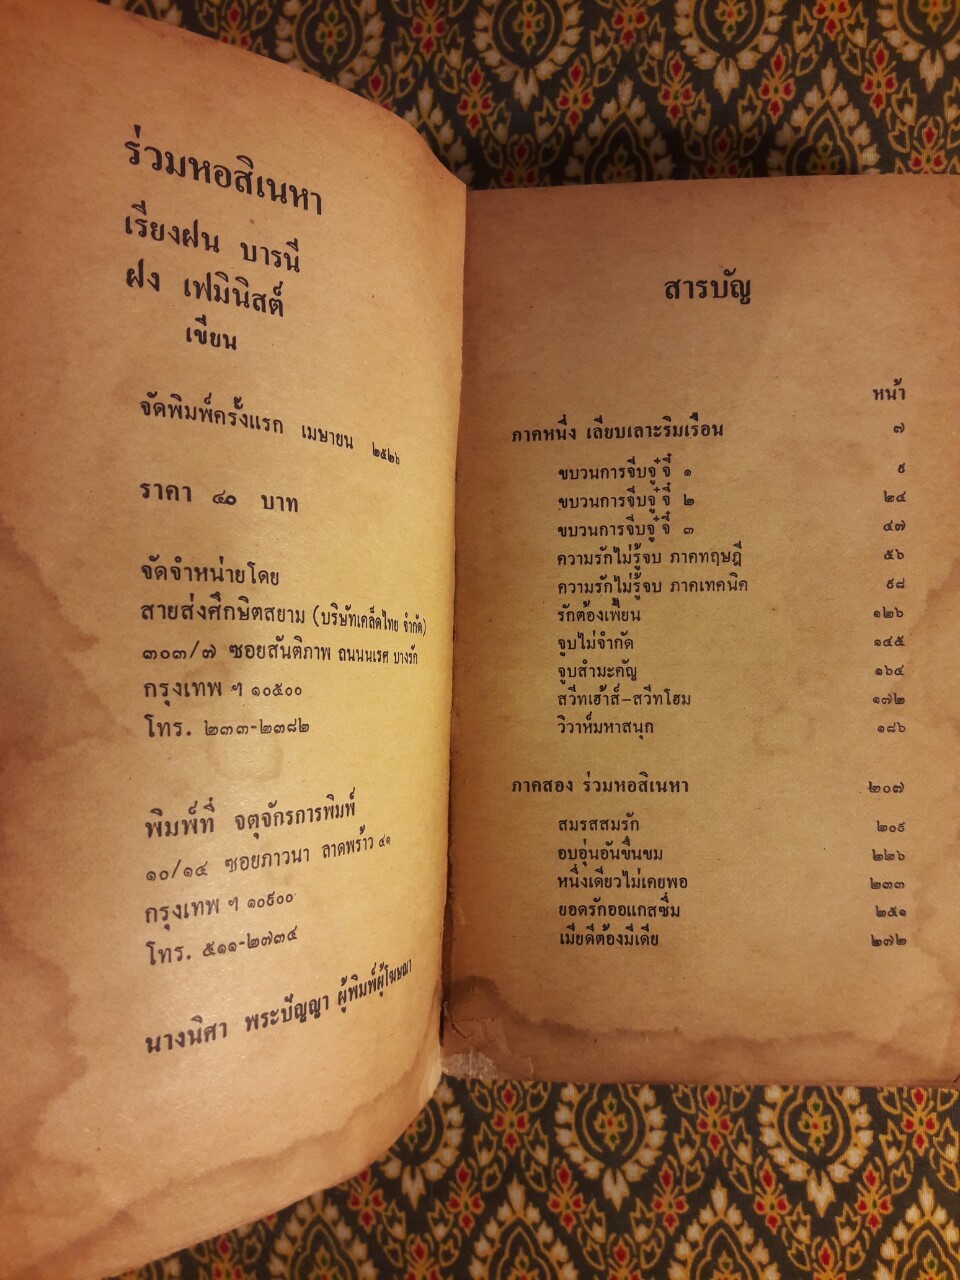 ร่วมหอสิเนหา
เรียงฝน บารนี
ฝง เฟมินิสต์
เขียน
จัดพิมพ์ครั้งแรก เมษายน ๒๕๒๖
ราคา ๔๐ บาท
จัดจำหน่ายโดย
สายส่งศึกษิตสยาม (บริษัทเคล็ดไทย จำกัด)
๓๐๓/๗ ซอยสันติภาพ ถนนนเรศ บางรัก
กรุงเทพ ฯ ๑๐๕๐๐
โทร. ๒๓๓-๒๓๘๒
พิมพ์ที่ จตุจักรการพิมพ์
๑๐/๑๔ ซอยภาวนา ลาดพร้าว ๔๑
กรุงเทพ ฯ ๑๐๙๐๐
โทร. ๕๑๑-๒๗๓๔
นางนิศา พระปัญญา ผู้พิมพ์ผู้โฆษณา
สารบัญ
หน้า
ภาคหนึ่ง เลียบเลาะริมเรือน ๗
ขบวนการจีบจู๋จี๋ ๑ ๙
ขบวนการจีบจู๋จี๋ ๒ ๒๔
ขบวนการจีบจู๋จี๋ ๓ ๔๗
ความรักไม่รู้จบ ภาคทฤษฎี ๕๖
ความรักไม่รู้จบ ภาคเทคนิค ๙๘
รักต้องเพี้ยน ๑๒๖
จูบไม่จำกัด ๑๔๕
จูบสำมะคัญ ๑๖๔
สวีทเฮ้าส์-สวีทโฮม ๑๗๒
วิวาห์มหาสนุก ๑๘๖
ภาคสอง ร่วมหอสิเนหา ๒๐๗
สมรสสมรัก ๒๐๙
อบอุ่นอันขื่นขม ๒๒๖
หนึ่งเดียวไม่เคยพอ ๒๓๓
ยอดรักออแกสซึ่ม ๒๕๑
เมียดีต้องมีเดีย ๒๗๒